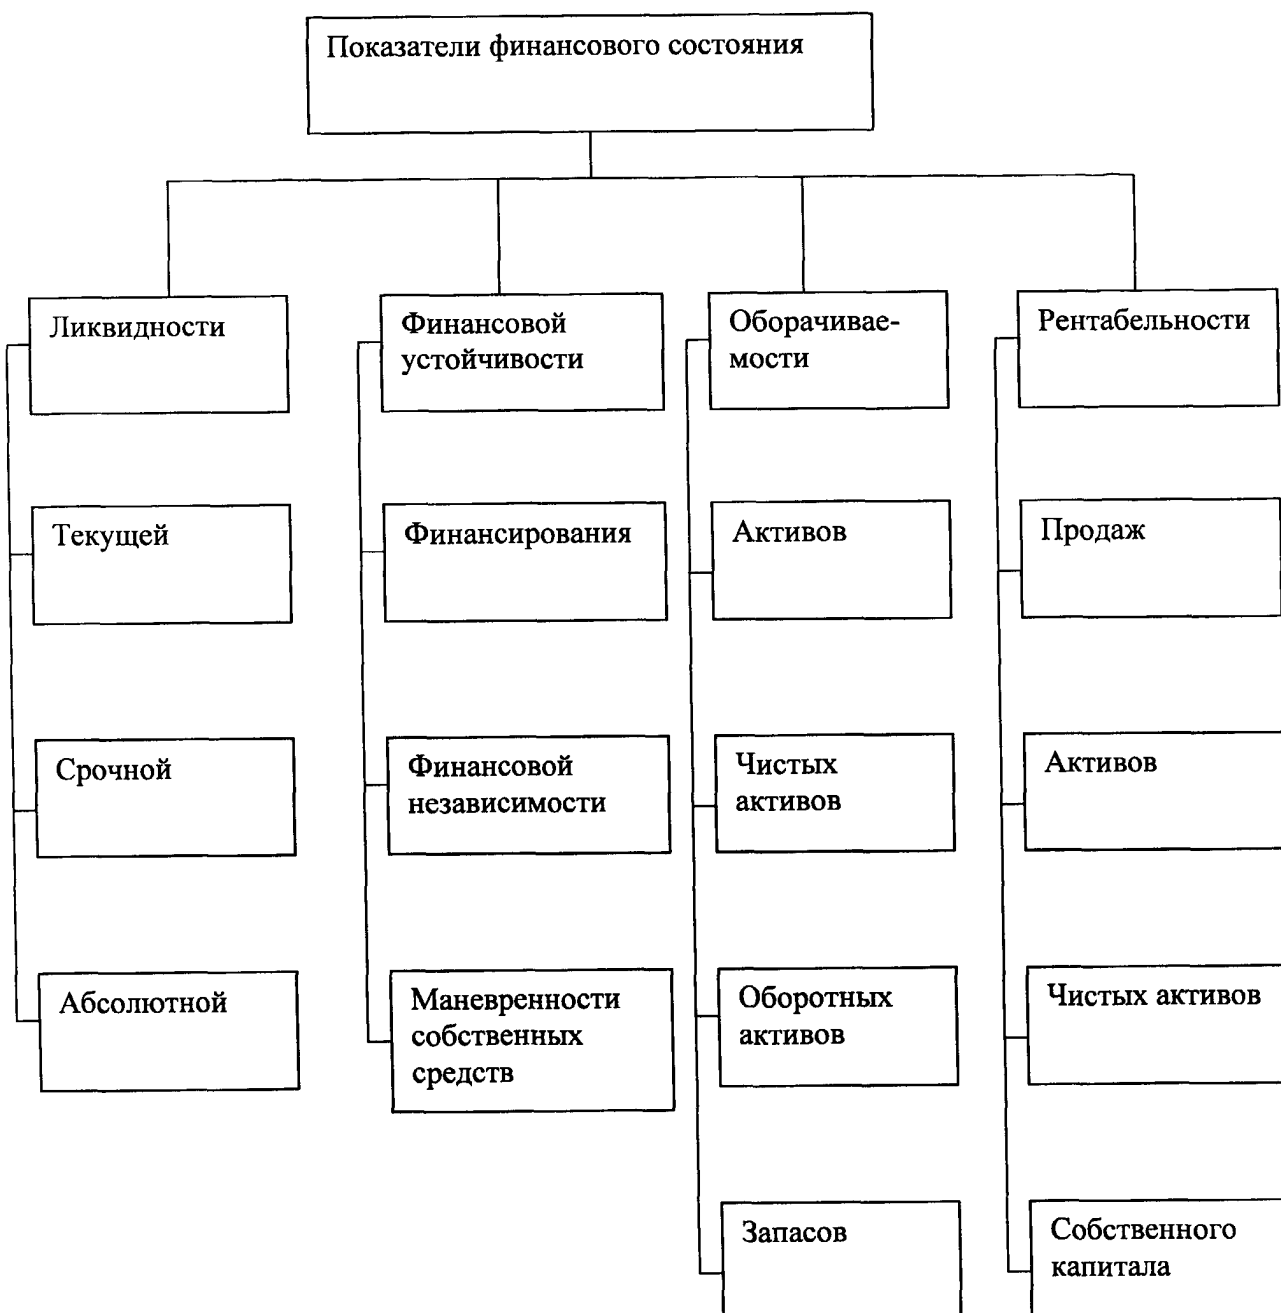 Показатели финансового состояния
Ликвидности
Финансовой
устойчивости
Оборачивае-
мости
Рентабельности
Текущей
Финансирования
Активов
Продаж
Срочной
Финансовой
независимости
Чистых
активов
Активов
Абсолютной
Маневренности
собственных
средств
Оборотных
активов
Чистых активов
Запасов
Собственного
капитала